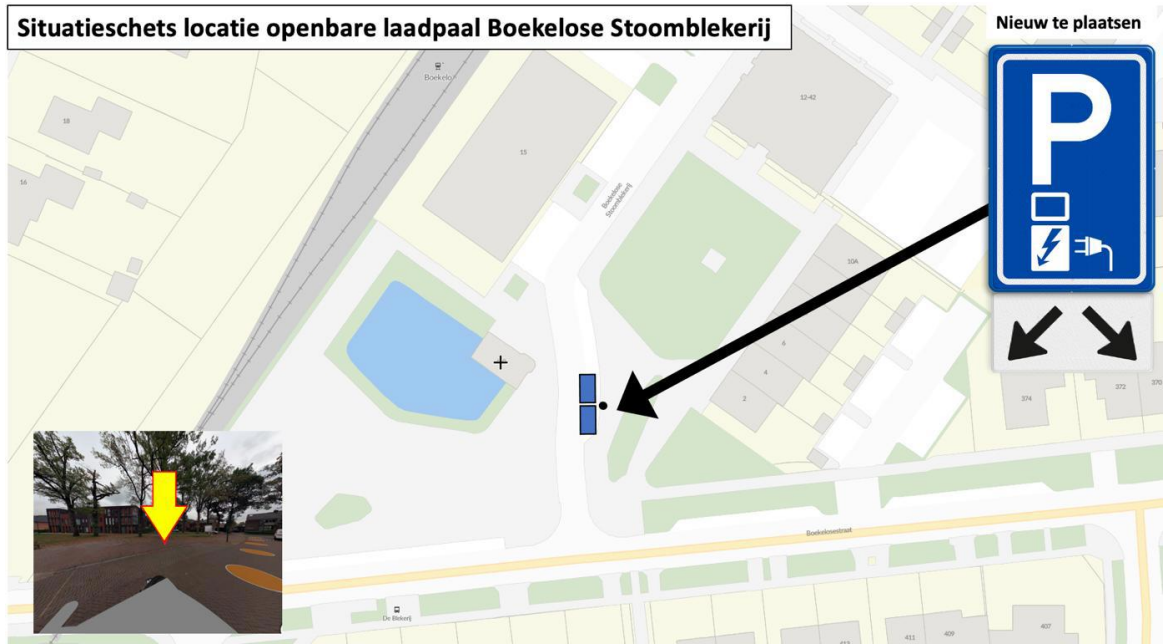 Situatieschets locatie openbare laadpaal Boekelose Stoomblekerij
Nieuw te plaatsen
P
Boekelo
18
16
13
12-42
Boekelose
Stoomblekerij
10A
6
4
2
374
372
370
Boekelosestraat
De Blekerij
413
411
409
407